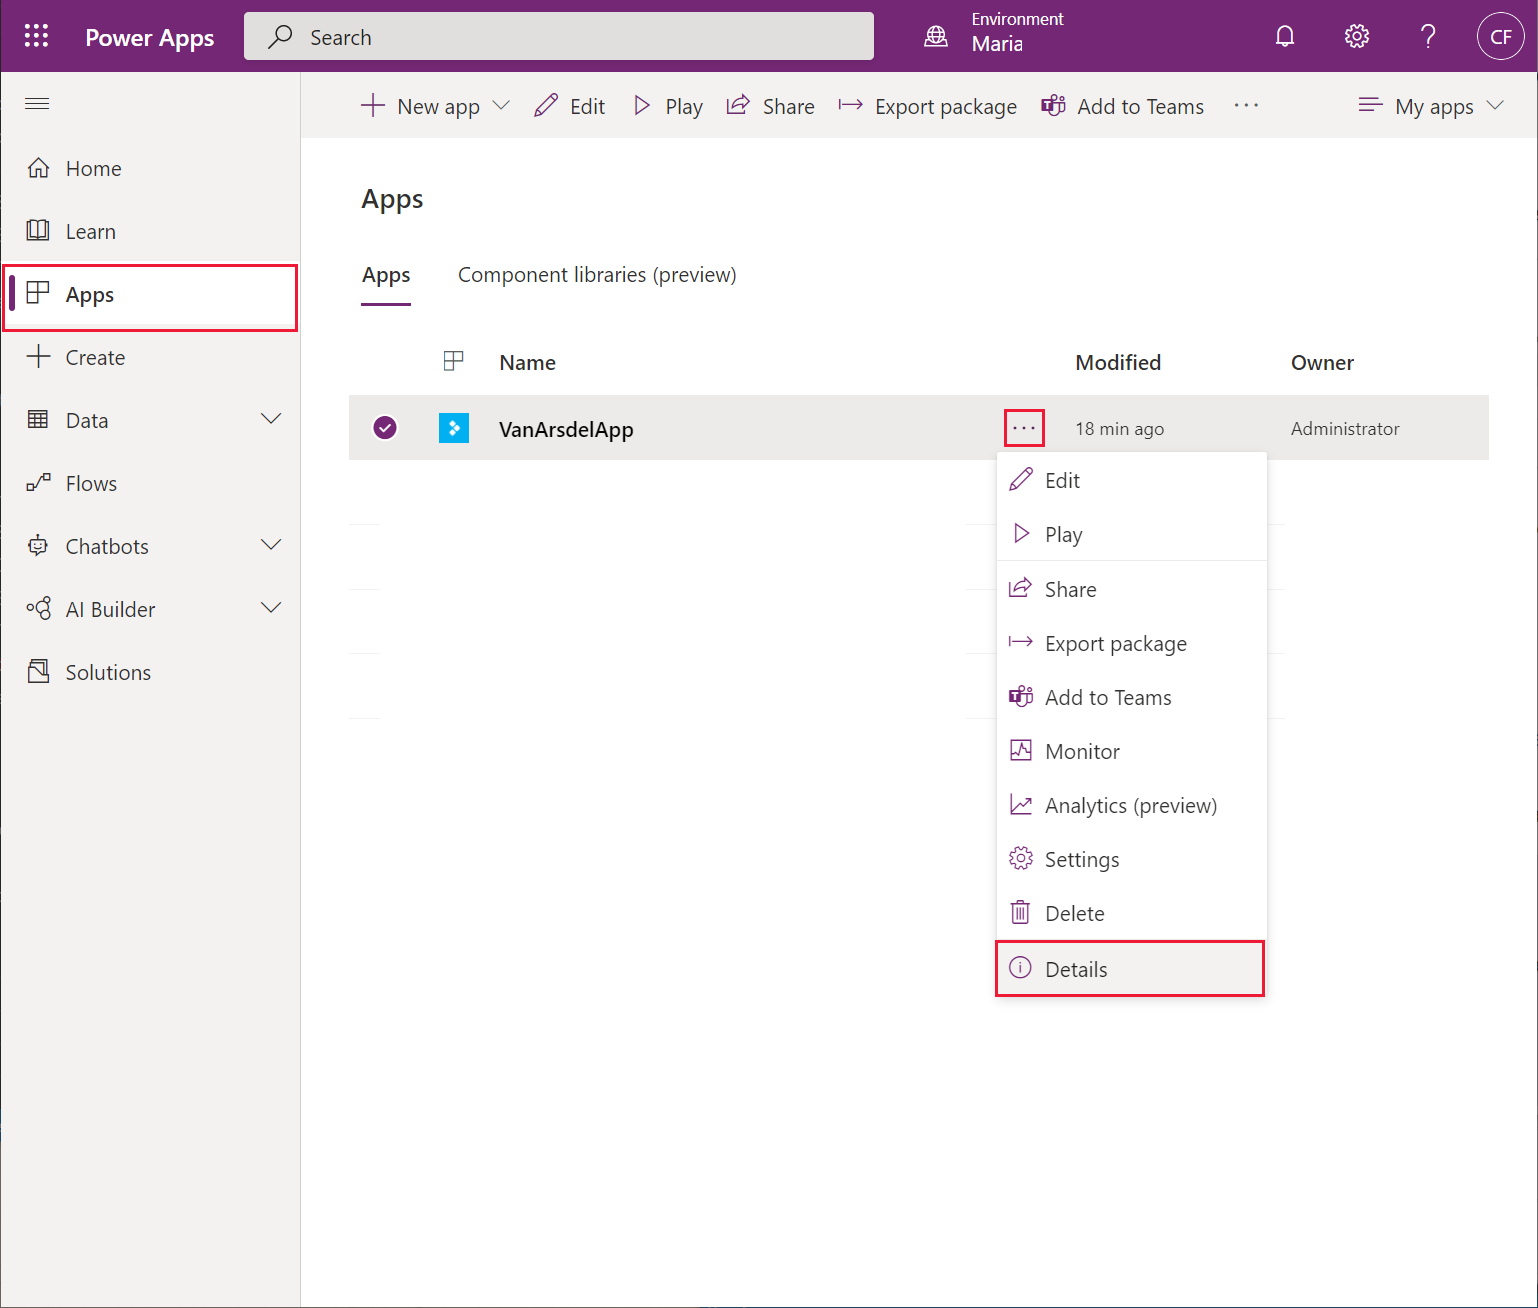 Power Apps
Search
Environment
Maria
CF
New app
Edit
Play
Share
Export package
Add to Teams
My apps
Home
Learn
Apps
Create
Data
Flows
Chatbots
AI Builder
Solutions
Apps
Apps
Component libraries (preview)
Name
Modified
Owner
VanArsdelApp
18 min ago
Administrator
Edit
Play
Share
Export package
Add to Teams
Monitor
Analytics (preview)
Settings
Delete
Details